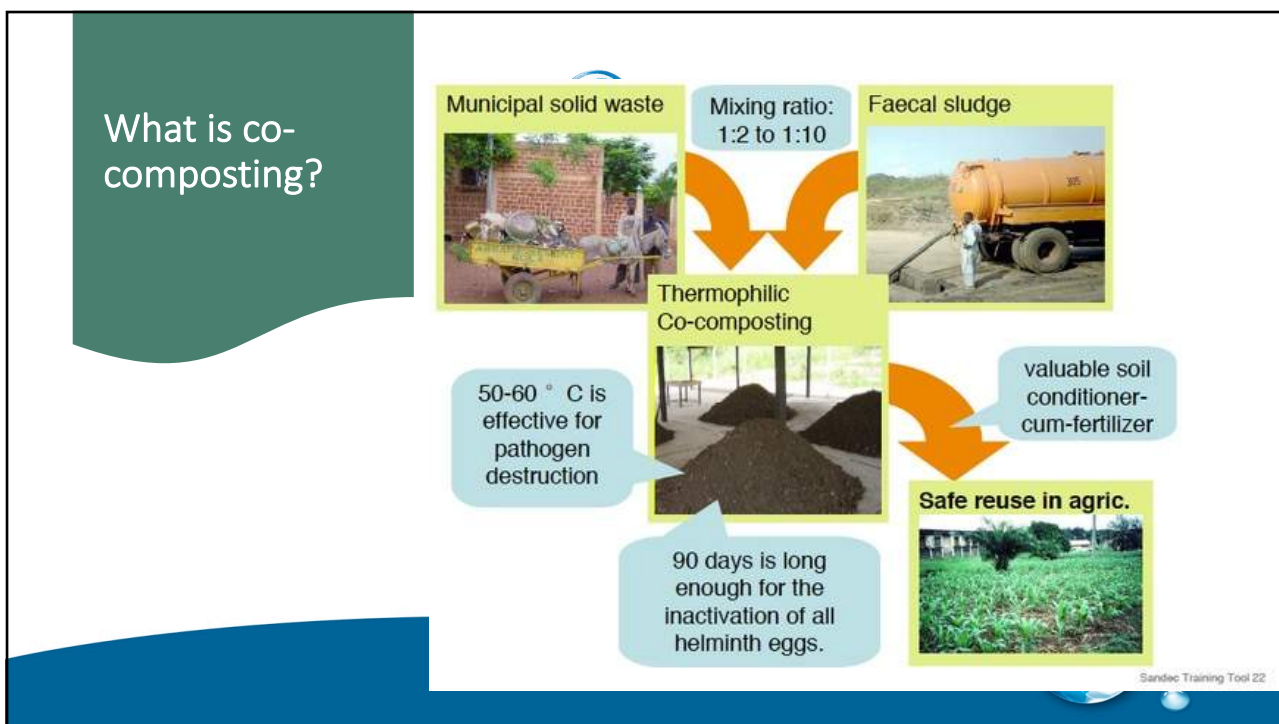 What is co-
composting?
Municipal solid waste
Mixing ratio:
1:2 to 1:10
Faecal sludge
305
Thermophilic
Co-composting
50-60 ° C is
effective for
pathogen
destruction
valuable soil
conditioner-
cum-fertilizer
Safe reuse in agric.
90 days is long
enough for the
inactivation of all
helminth eggs.
Sandec Training Tool 22